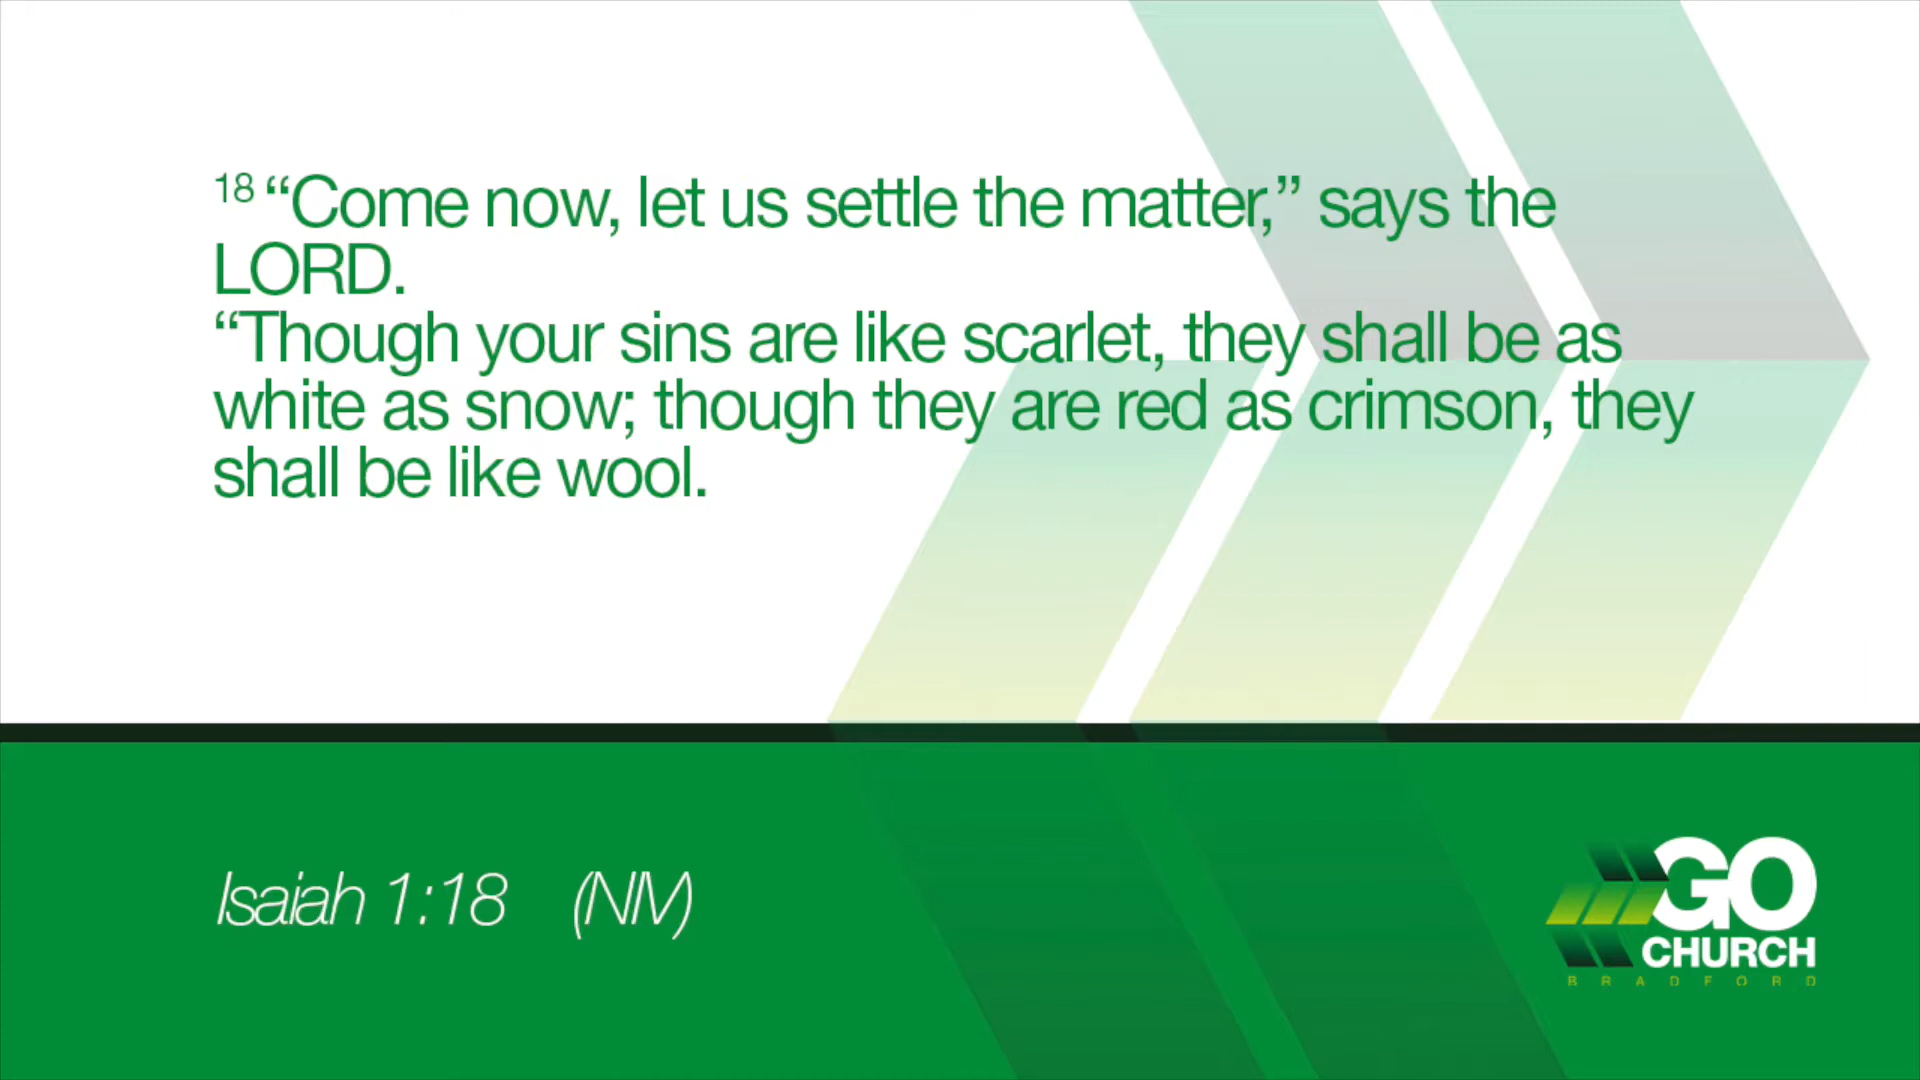 18 “Come now, let us settle the matter,” says the
LORD.
“Though your sins are like scarlet, they shall be as
white as snow; though they are red as crimson, they
shall be like wool.
Isaiah 1:18 (NIV)
GO
CHURCH
BRADFORD